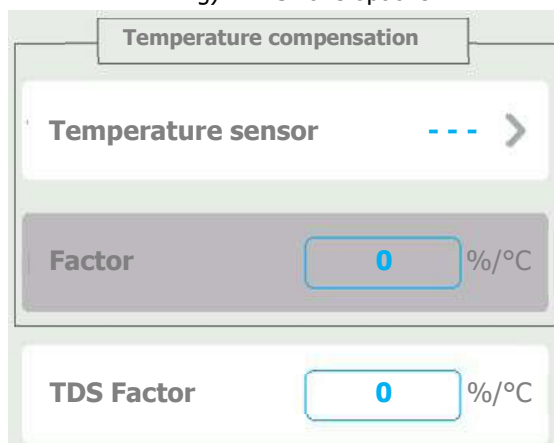 Temperature compensation
Temperature sensor - - -
Factor 0 %/°C
TDS Factor 0 %/°C